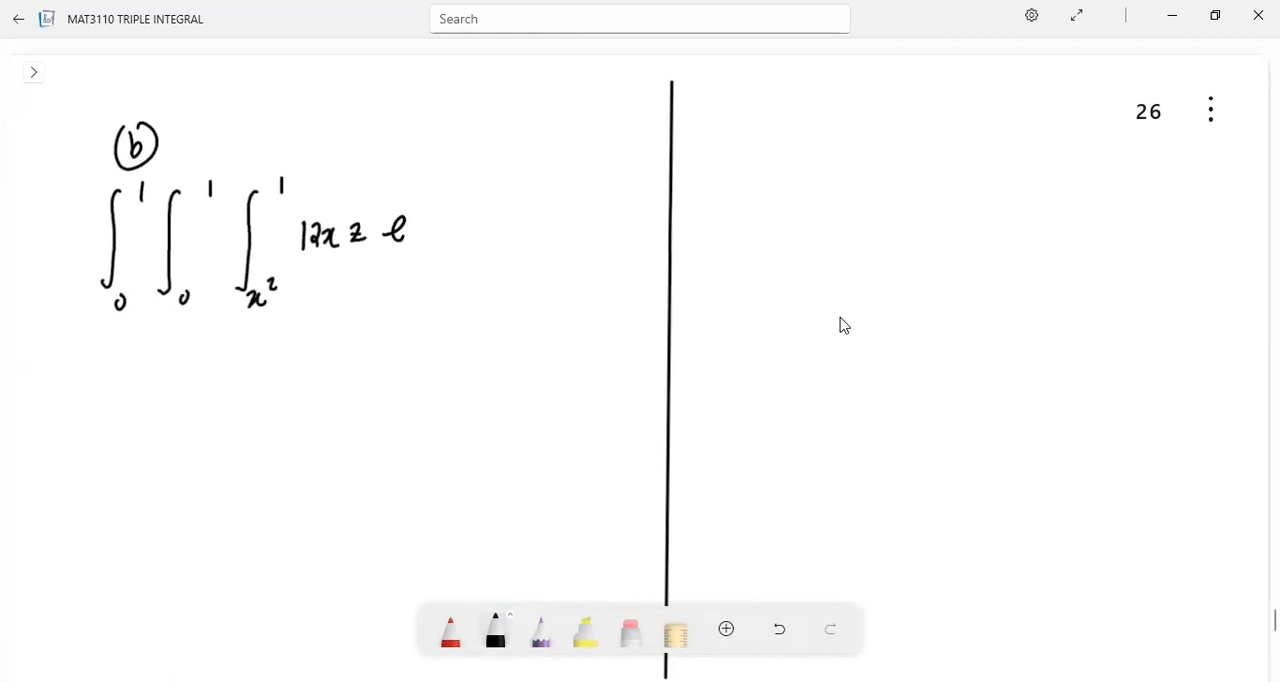 MAT3110 TRIPLE INTEGRAL
Search
26
(b)
∫₀¹ ∫₀¹ ∫ₓ²¹ 12x z e